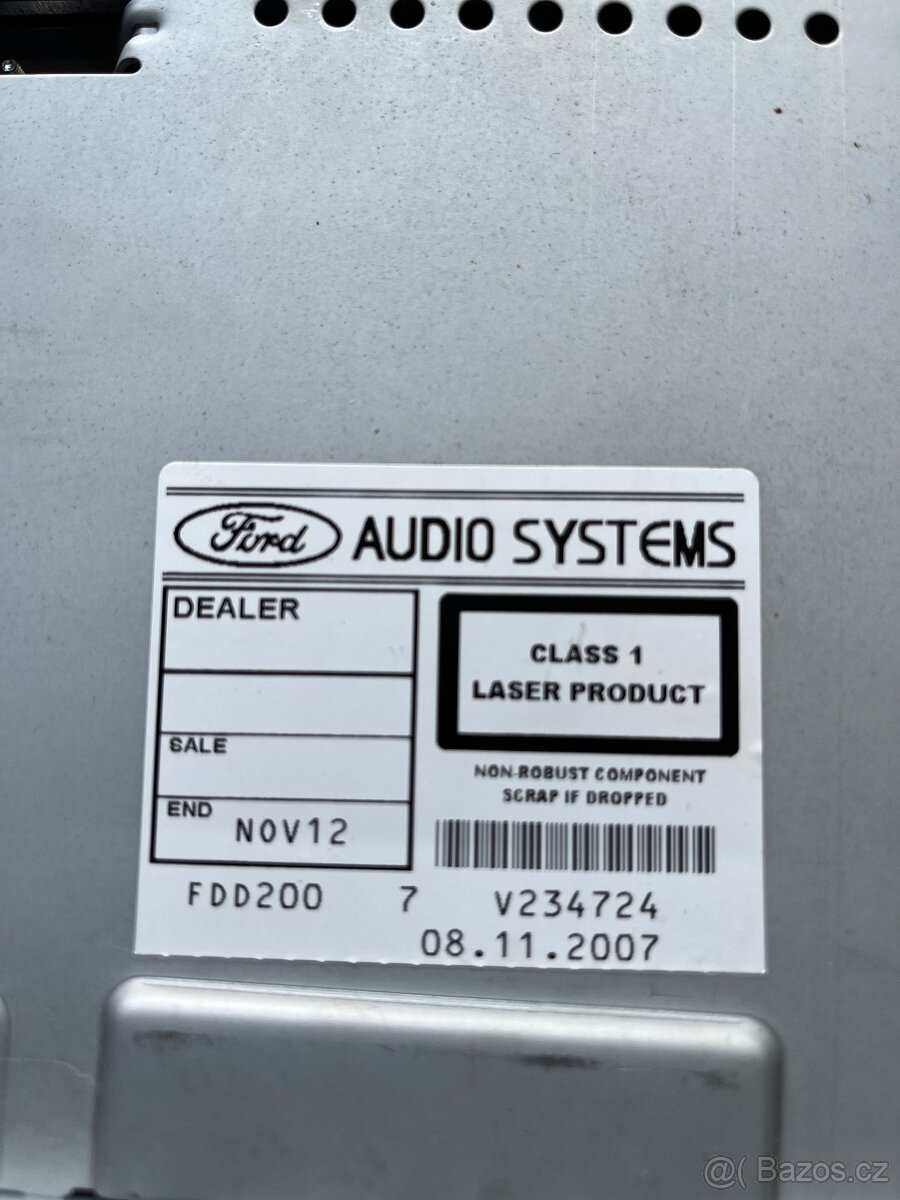 Ford AUDIO SYSTEMS
DEALER
SALE
END NOV12
CLASS 1
LASER PRODUCT
NON-ROBUST COMPONENT
SCRAP IF DROPPED
FDD200 7 V234724
08.11.2007
@( Bazos.cz